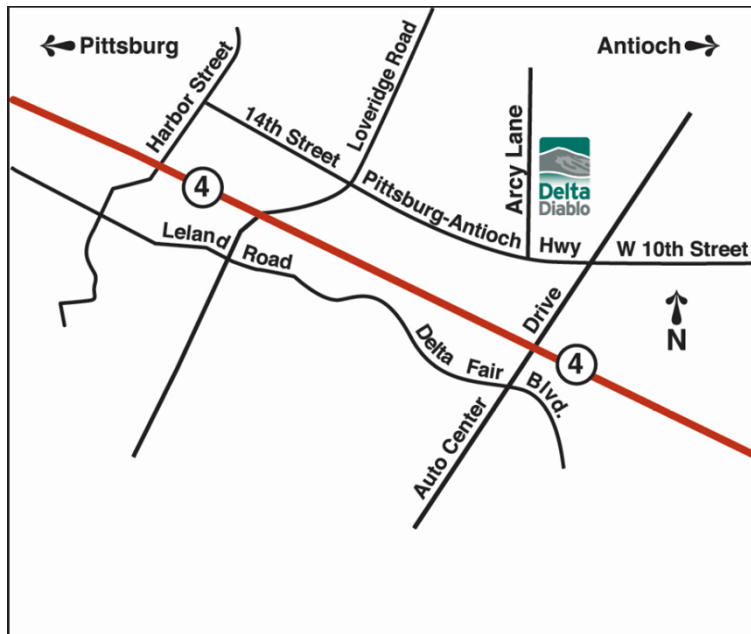 Pittsburg
Antioch
Harbor Street
Loveridge Road
14th Street
Arcy Lane
Delta
Diablo
4
Pittsburg-Antioch Hwy
W 10th Street
Leland Road
Drive
N
Delta Fair Blvd.
4
Auto Center